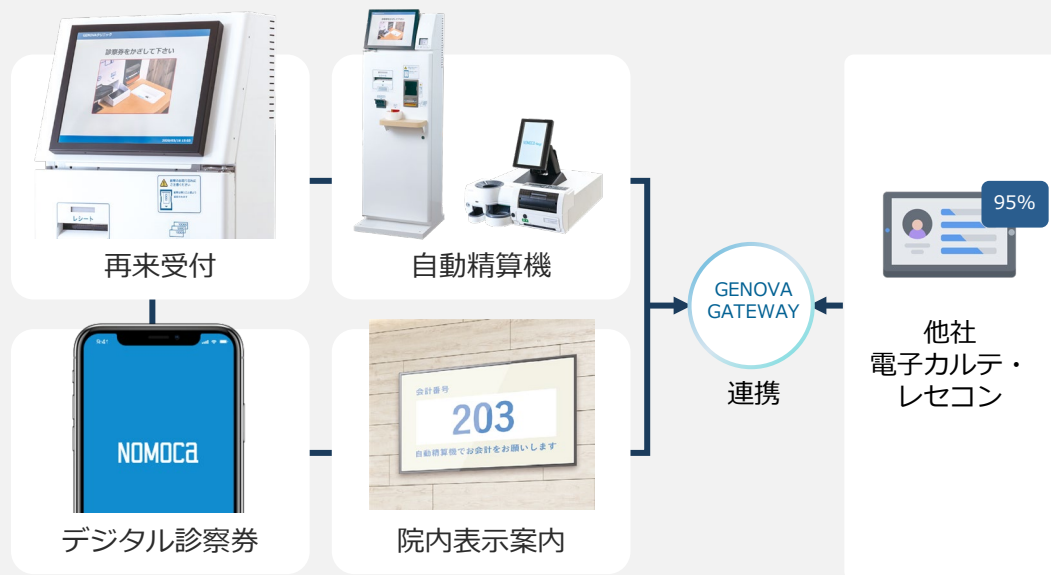 診察券をかざして下さい
レシート
再来受付
自動精算機
9:41
NOMOCa
デジタル診察券
会計番号
203
自動精算機でお会計をお願いします
院内表示案内
GENOVA
GATEWAY
連携
95%
他社
電子カルテ・
レセコン